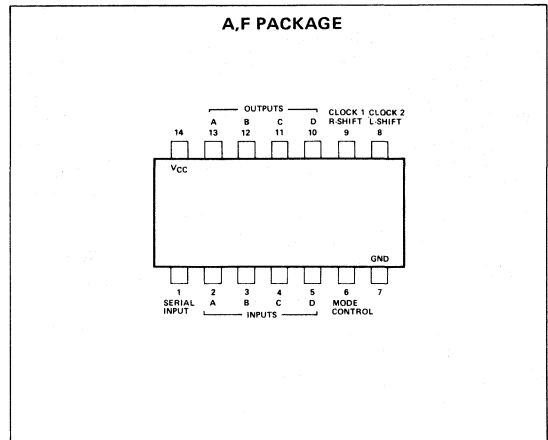 A,F PACKAGE
OUTPUTS
A B C D
CLOCK 1 CLOCK 2
R-SHIFT L-SHIFT
14 13 12 11 10 9 8
VCC
GND
1 2 3 4 5 6 7
SERIAL INPUT A B C D MODE CONTROL
INPUTS